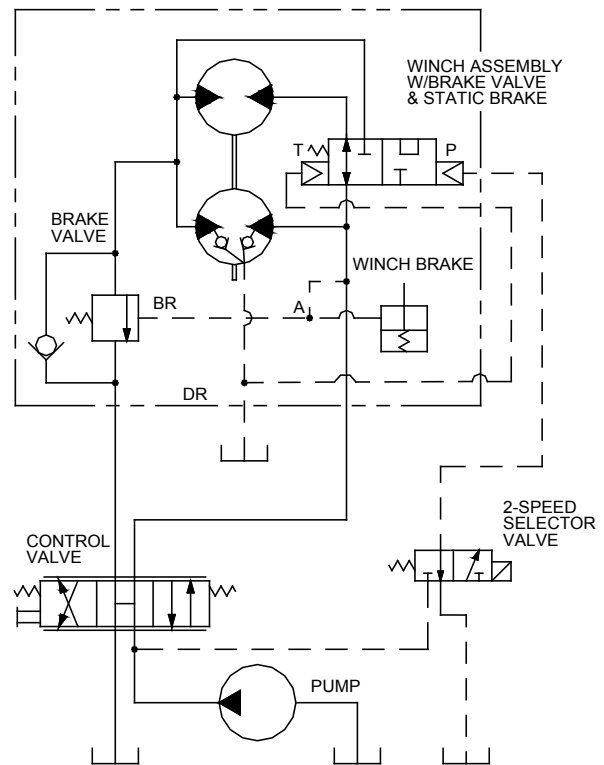 WINCH ASSEMBLY
W/BRAKE VALVE
& STATIC BRAKE
T
P
BRAKE
VALVE
WINCH BRAKE
BR
A
DR
2-SPEED
SELECTOR
VALVE
CONTROL
VALVE
PUMP